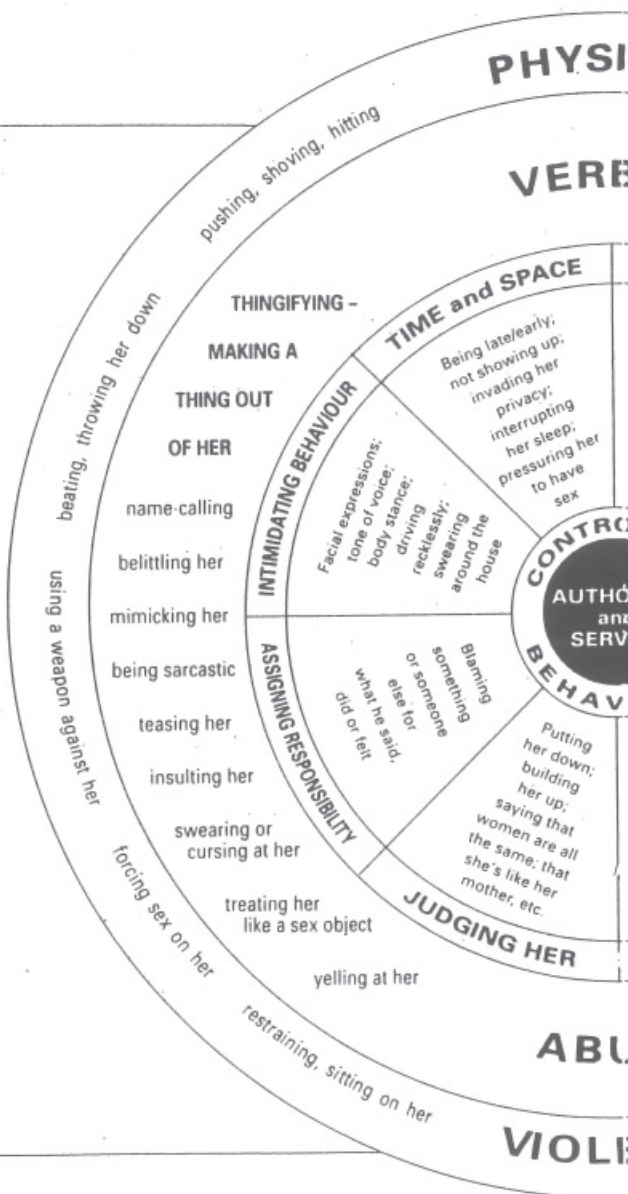 PHYSI
pushing, shoving, hitting
beating, throwing her down
using a weapon against her
forcing sex on her
restraining, sitting on her
VIOLE
VERB
THINGIFYING –
MAKING A
THING OUT
OF HER
name-calling
belittling her
mimicking her
being sarcastic
teasing her
insulting her
swearing or
cursing at her
treating her
like a sex object
yelling at her
ABU
TIME and SPACE
Being late/early;
not showing up;
invading her
privacy;
interrupting
her sleep;
pressuring her
to have
sex
INTIMIDATING BEHAVIOUR
Facial expressions;
tone of voice;
body stance;
driving
recklessly;
swearing
around the
house
ASSIGNING RESPONSIBILITY
Blaming
something
or someone
else for
what he said,
did or felt
JUDGING HER
Putting
her down;
building
her up;
saying that
women are all
the same; that
she's like her
mother, etc.
CONTRO
AUTHO
and
SERV
BEHAV